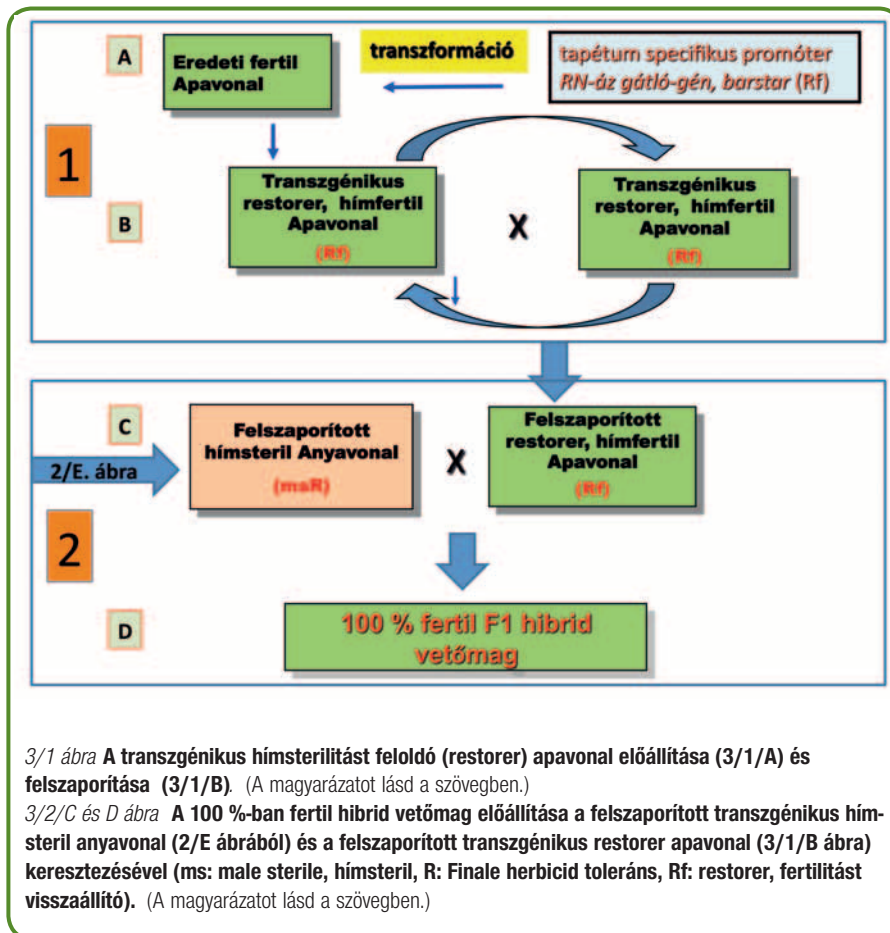 A
Eredeti fertil
Apavonal
transzformáció
tapétum specifikus promóter
RN-áz gátló-gén, barstar (Rf)
1
B
Transzgénikus
restorer, hímfertil
Apavonal
(Rf)
X
Transzgénikus
restorer, hímfertil
Apavonal
(Rf)
C
2/E. ábra
Felszaporított
hímsteril Anyavonal
(msR)
X
Felszaporított
restorer, hímfertil
Apavonal
(Rf)
2
D
100 % fertil F1 hibrid
vetőmag
3/1 ábra A transzgénikus hímsterilitást feloldó (restorer) apavonal előállítása (3/1/A) és
felszaporítása (3/1/B). (A magyarázatot lásd a szövegben.)
3/2/C és D ábra A 100 %-ban fertil hibrid vetőmag előállítása a felszaporított transzgénikus hím-
steril anyavonal (2/E ábrából) és a felszaporított transzgénikus restorer apavonal (3/1/B ábra)
keresztezésével (ms: male sterile, hímsteril, R: Finale herbicid toleráns, Rf: restorer, fertilitást
visszaállító). (A magyarázatot lásd a szövegben.)